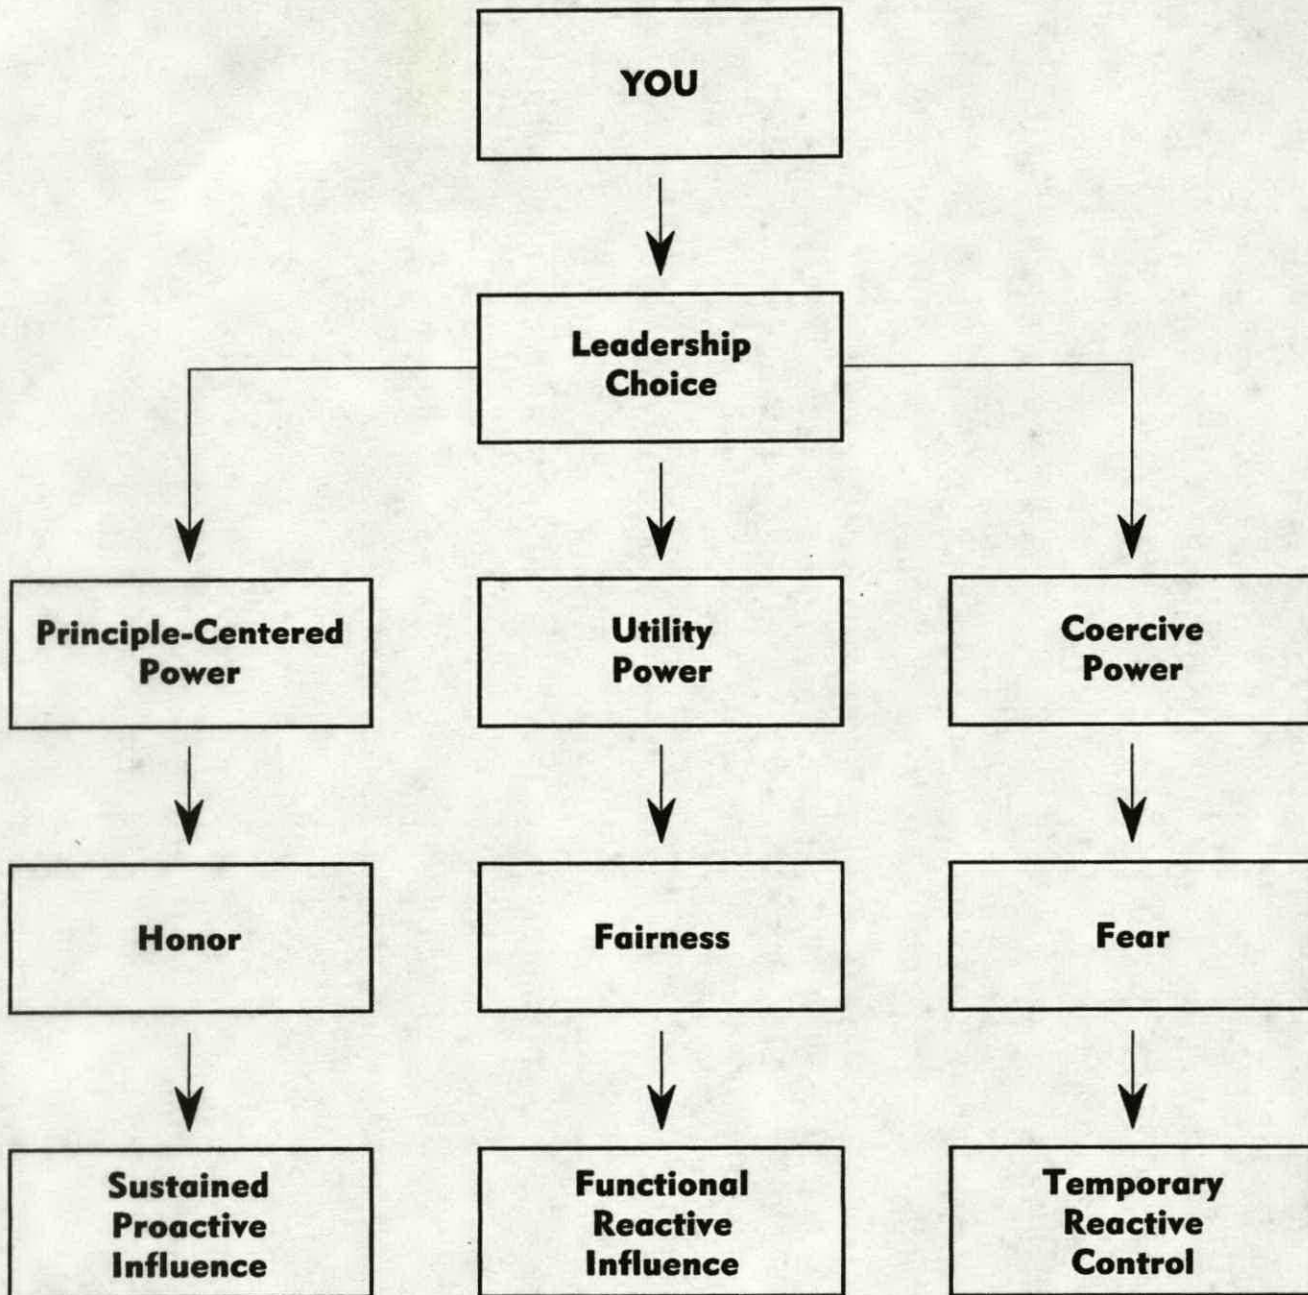 YOU
Leadership
Choice
Principle-Centered
Power
Utility
Power
Coercive
Power
Honor
Fairness
Fear
Sustained
Proactive
Influence
Functional
Reactive
Influence
Temporary
Reactive
Control